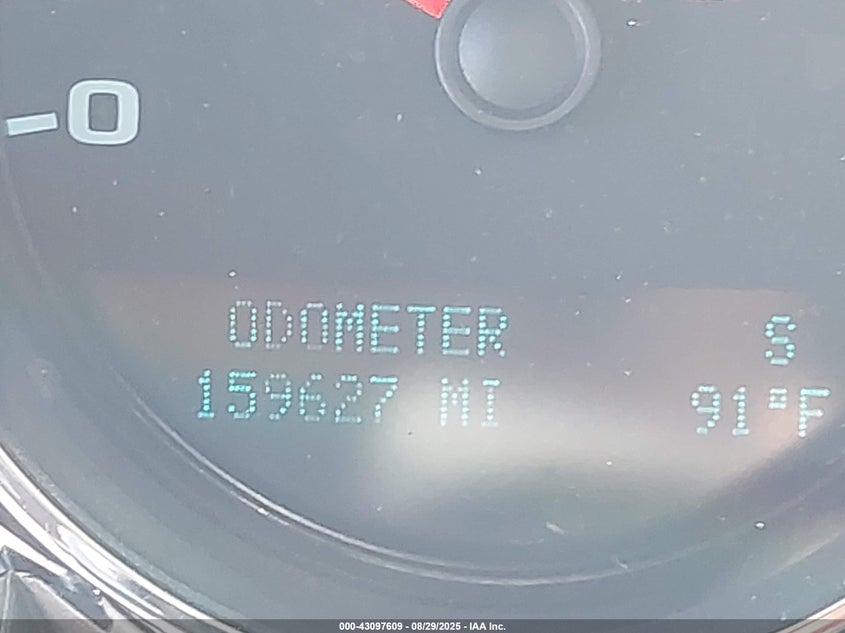 0
ODOMETER S
159627 MI 91°F
000-43097609 - 08/29/2025 - IAA Inc.